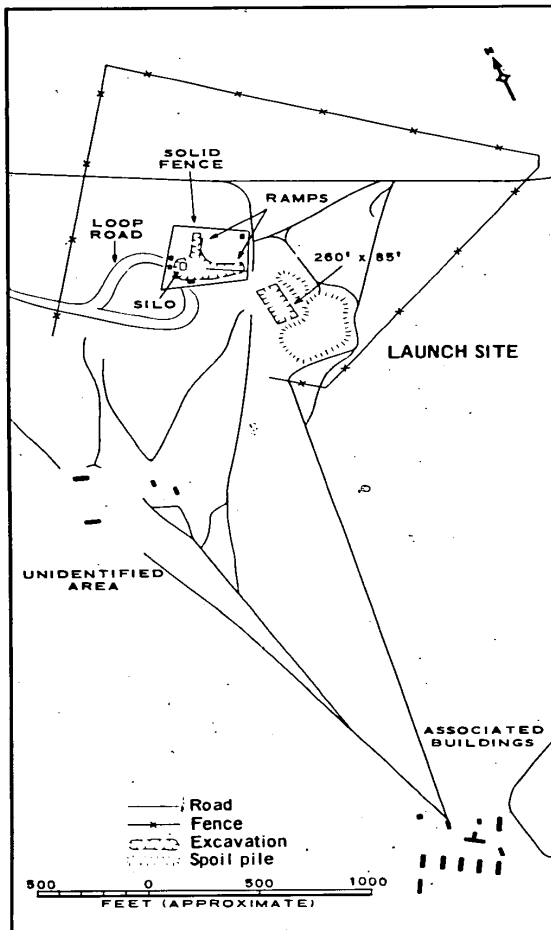 N
SOLID
FENCE
RAMPS
LOOP
ROAD
260' x 85'
SILO
LAUNCH SITE
UNIDENTIFIED
AREA
ASSOCIATED
BUILDINGS
Road
Fence
Excavation
Spoil pile
500 0 500 1000
FEET (APPROXIMATE)